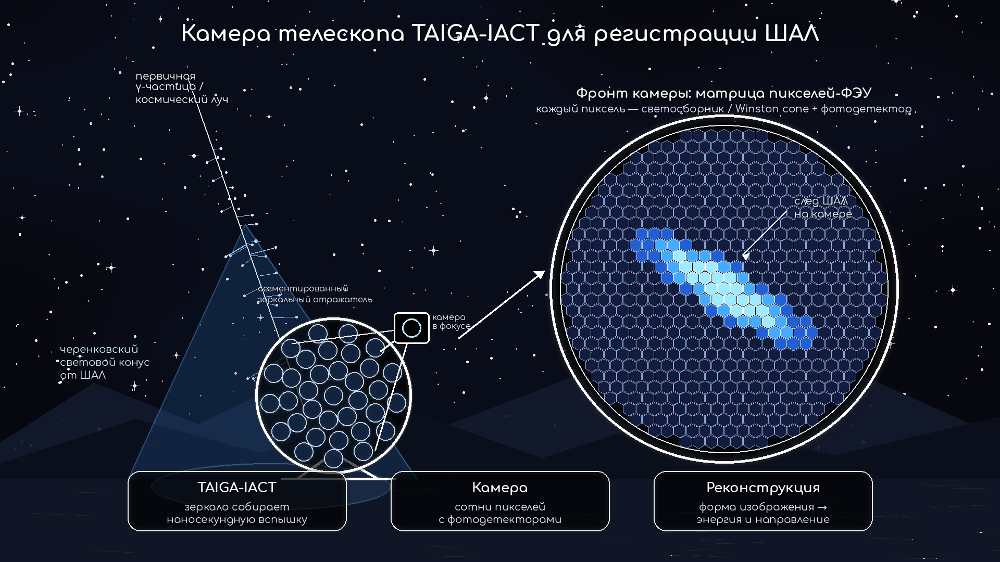 Камера телескопа TAIGA-IACT для регистрации ШАЛ
первичная
γ-частица /
космический луч
Фронт камеры: матрица пикселей-ФЭУ
каждый пиксель — светосборник / Winston cone + фотодетектор
след ШАЛ
на камере
сегментированный
зеркальный отражатель
камера
в фокусе
черенковский
световой конус
от ШАЛ
TAIGA-IACT
зеркало собирает
наносекундную вспышку
Камера
сотни пикселей
с фотодетекторами
Реконструкция
форма изображения →
энергия и направление